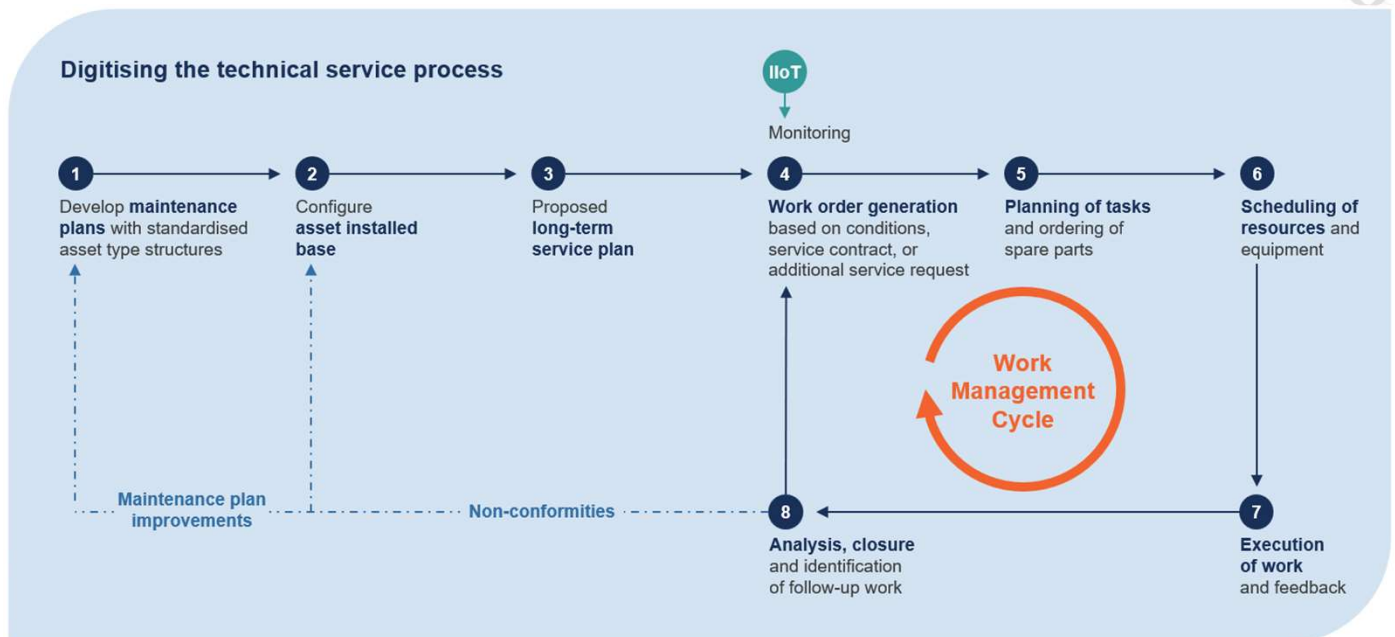 Digitising the technical service process
IIoT
Monitoring
1
Develop maintenance
plans with standardised
asset type structures
2
Configure
asset installed
base
3
Proposed
long-term
service plan
4
Work order generation
based on conditions,
service contract, or
additional service request
5
Planning of tasks
and ordering of
spare parts
6
Scheduling of
resources and
equipment
Work
Management
Cycle
Maintenance plan
improvements
Non-conformities
8
Analysis, closure
and identification
of follow-up work
7
Execution
of work
and feedback